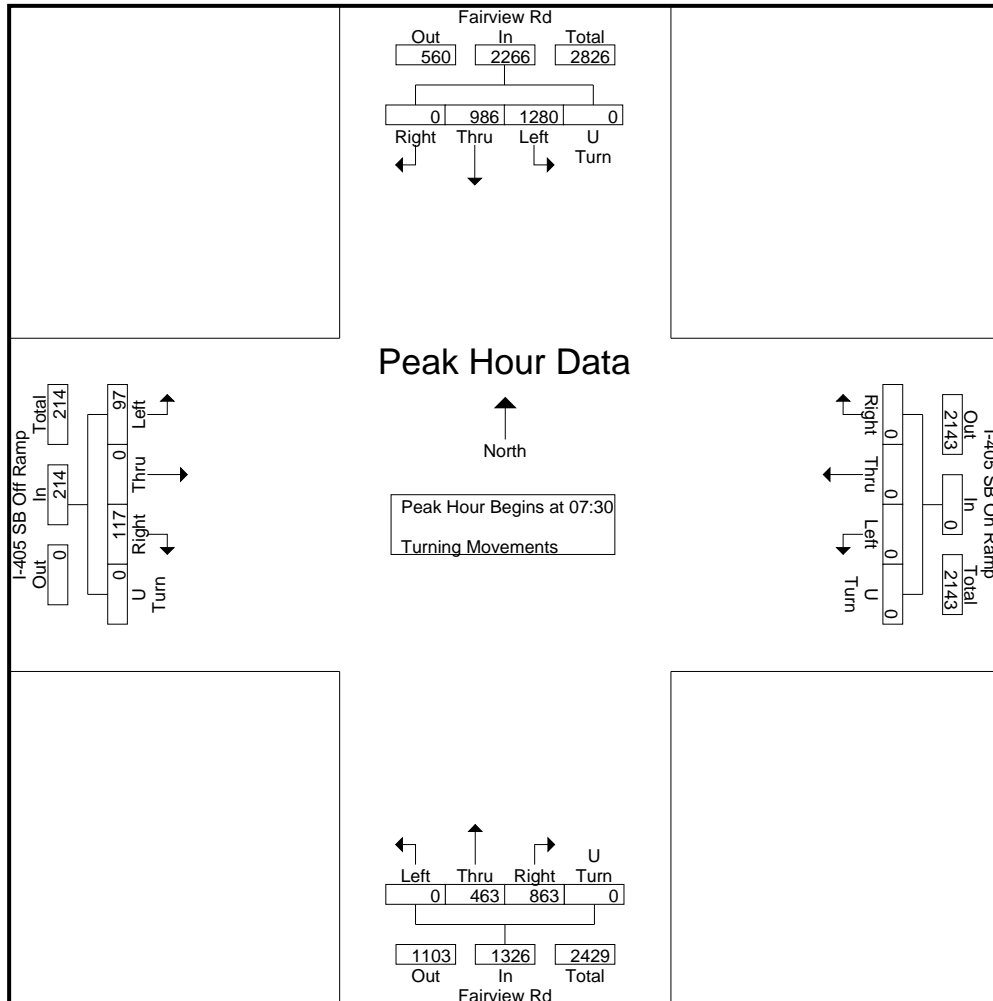 Fairview Rd
Out In Total
560 2266 2826
0 986 1280 0
Right Thru Left U
Turn
Peak Hour Data
North
Peak Hour Begins at 07:30
Turning Movements
I-405 SB Off Ramp
Out In Total
0 214 214
97 0 117 0
Left Thru Right U
Turn
I-405 SB On Ramp
Out In Total
2143 0 2143
0 0 0 0
Right Thru Left U
Turn
U
Left Thru Right Turn
0 463 863 0
1103 1326 2429
Out In Total
Fairview Rd